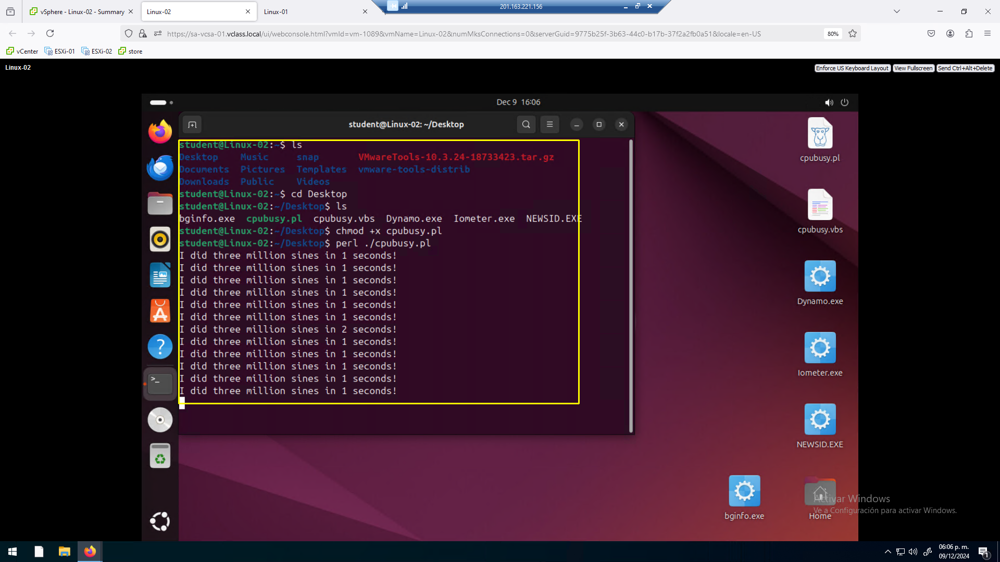 vSphere - Linux-02 - Summary
Linux-02
Linux-01
201.163.221.156
https://sa-vcsa-01.vclass.local/ui/webconsole.html?vmId=vm-1089&vmName=Linux-02&numMksConnections=0&serverGuid=9775b25f-3b63-44c0-b17b-37f2a2fb0a51&locale=en-US
80%
vCenter
ESXi-01
ESXi-02
store
Linux-02
Enforce US Keyboard Layout
View Fullscreen
Send Ctrl+Alt+Delete
Dec 9 16:06
student@Linux-02: ~/Desktop
student@Linux-02:~$ ls
Desktop Music snap VMwareTools-10.3.24-18733423.tar.gz
Documents Pictures Templates vmware-tools-distrib
Downloads Public Videos
student@Linux-02:~$ cd Desktop
student@Linux-02:~/Desktop$ ls
bginfo.exe cpubusy.pl cpubusy.vbs Dynamo.exe Iometer.exe NEWSID.EXE
student@Linux-02:~/Desktop$ chmod +x cpubusy.pl
student@Linux-02:~/Desktop$ perl ./cpubusy.pl
I did three million sines in 1 seconds!
I did three million sines in 1 seconds!
I did three million sines in 1 seconds!
I did three million sines in 1 seconds!
I did three million sines in 1 seconds!
I did three million sines in 1 seconds!
I did three million sines in 2 seconds!
I did three million sines in 1 seconds!
I did three million sines in 1 seconds!
I did three million sines in 1 seconds!
I did three million sines in 1 seconds!
I did three million sines in 1 seconds!
cpubusy.pl
cpubusy.vbs
Dynamo.exe
Iometer.exe
NEWSID.EXE
bginfo.exe
Home
Activar Windows
Ve a Configuración para activar Windows.
06:06 p. m.
09/12/2024
1